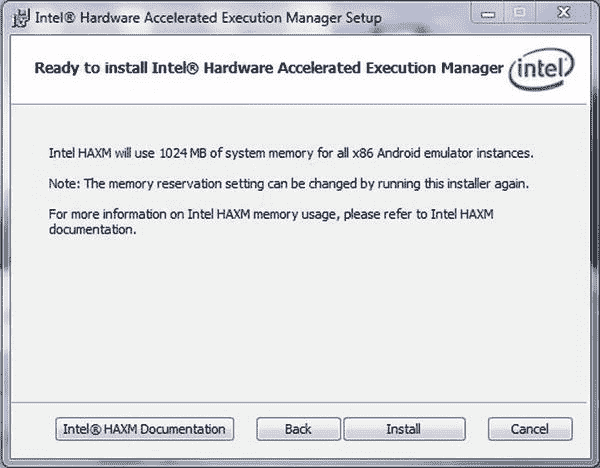 Intel® Hardware Accelerated Execution Manager Setup
Ready to install Intel® Hardware Accelerated Execution Manager
intel
Intel HAXM will use 1024 MB of system memory for all x86 Android emulator instances.
Note: The memory reservation setting can be changed by running this installer again.
For more information on Intel HAXM memory usage, please refer to Intel HAXM
documentation.
Intel® HAXM Documentation Back Install Cancel